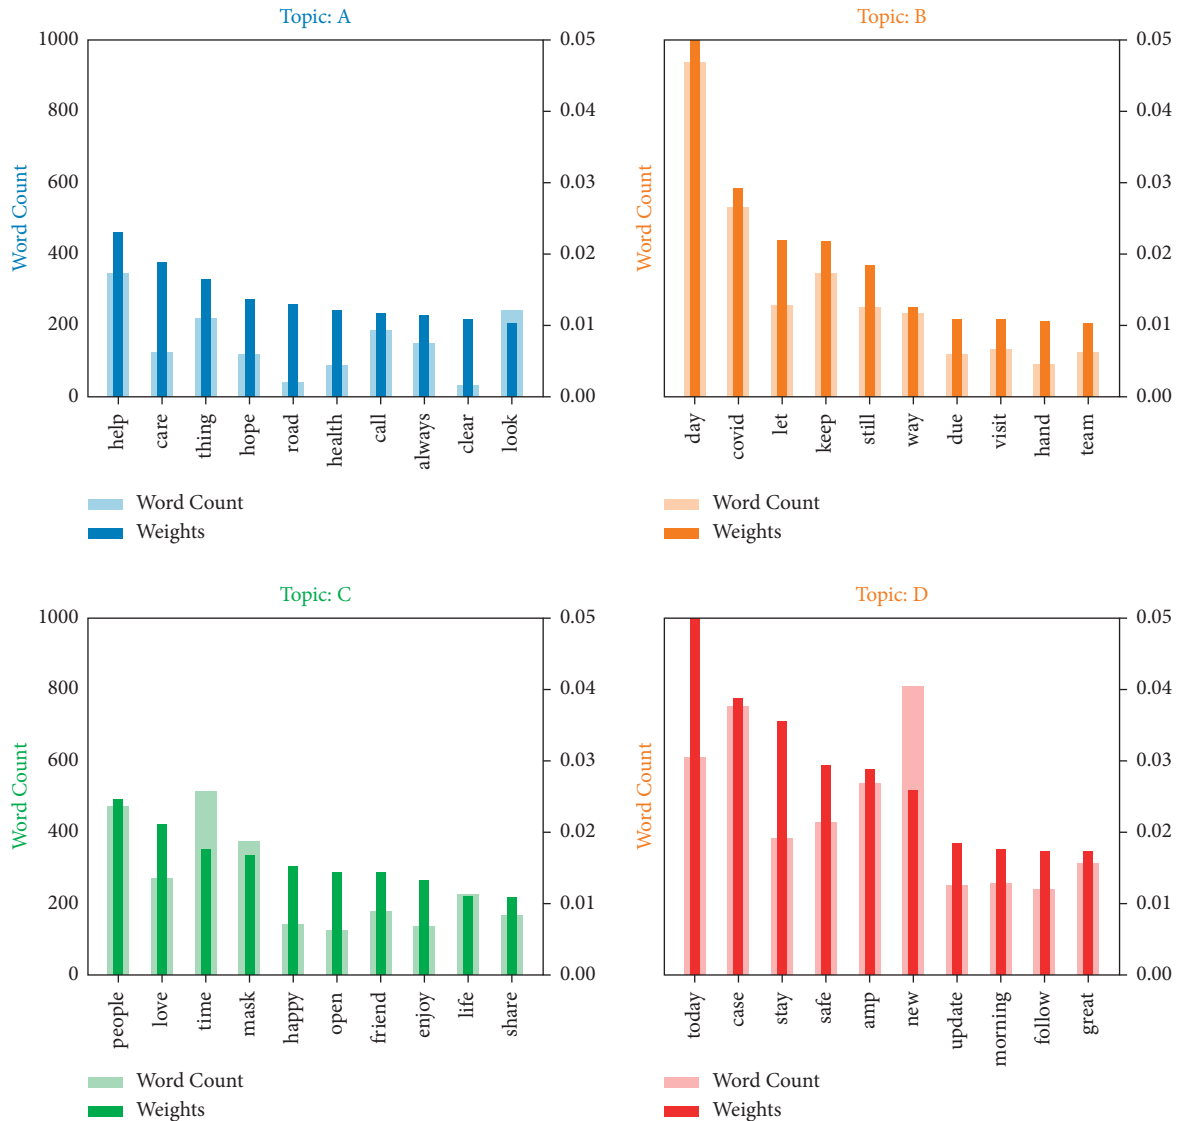 Topic: A
1000
800
600
400
200
0
Word Count
0.05
0.04
0.03
0.02
0.01
0.00
help
care
thing
hope
road
health
call
always
clear
look
Word Count
Weights
Topic: B
Word Count
0.05
0.04
0.03
0.02
0.01
0.00
day
covid
let
keep
still
way
due
visit
hand
team
Word Count
Weights
Topic: C
1000
800
600
400
200
0
Word Count
0.05
0.04
0.03
0.02
0.01
0.00
people
love
time
mask
happy
open
friend
enjoy
life
share
Word Count
Weights
Topic: D
Word Count
0.05
0.04
0.03
0.02
0.01
0.00
today
case
stay
safe
amp
new
update
morning
follow
great
Word Count
Weights